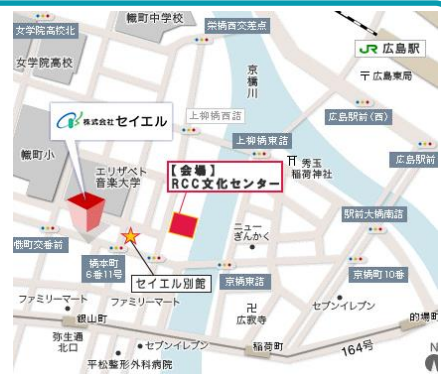 幟町中学校
栄橋西交差点
女学院高校北
JR 広島駅
女学院高校
京橋川
〒広島東局
株式会社セイエル
上柳橋西詰
広島駅前(西)
上柳橋東詰
幟町小
エリザベト
音楽大学
【会場】
RCC文化センター
秀玉
稲荷神社
広島駅前
駅前大橋南詰
ニュー
ぎんかく
幟町交番前
橋本町
6番11号
セイエル別館
京橋東詰
京橋町10番
ファミリーマート
ファミリーマート
卍
広寂寺
セブンイレブン
銀山町
的場町
弥生通
北口
セブンイレブン
稲荷町
164号
平松整形外科病院
N